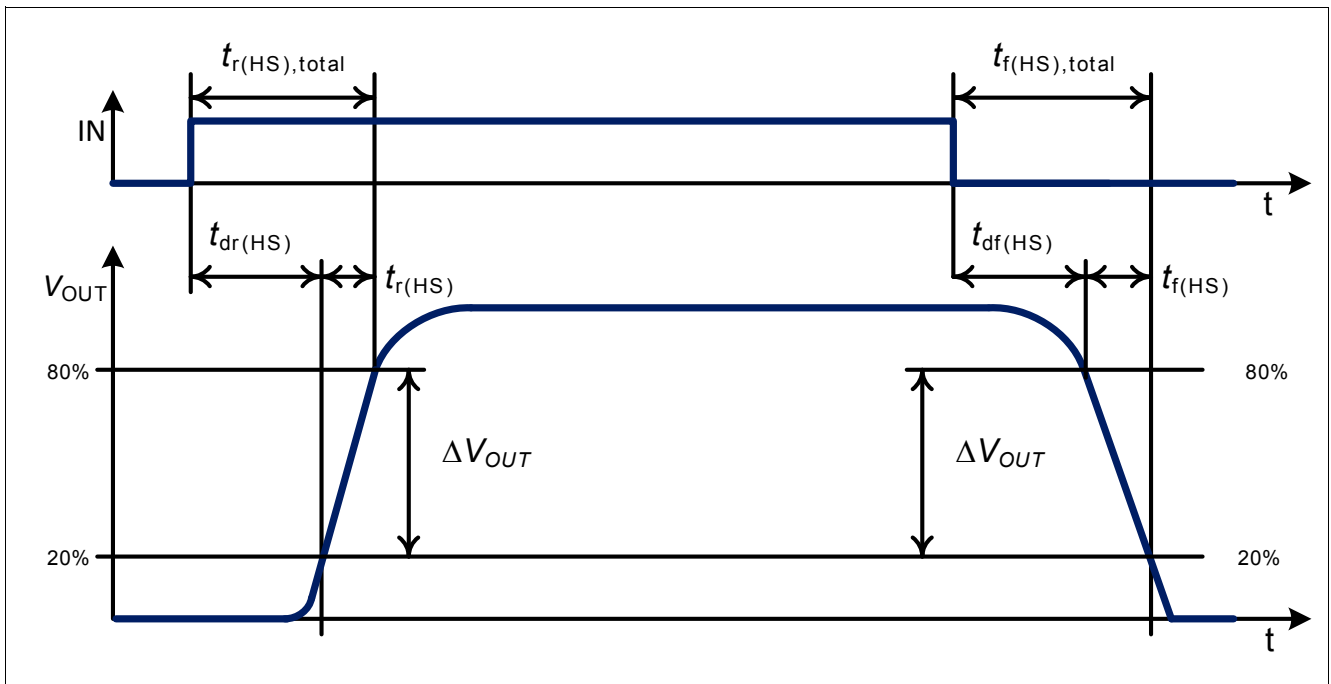 tr(HS),total
tf(HS),total
IN
t
tdr(HS)
tdf(HS)
VOUT
tr(HS)
tf(HS)
80%
80%
ΔVOUT
ΔVOUT
20%
20%
t